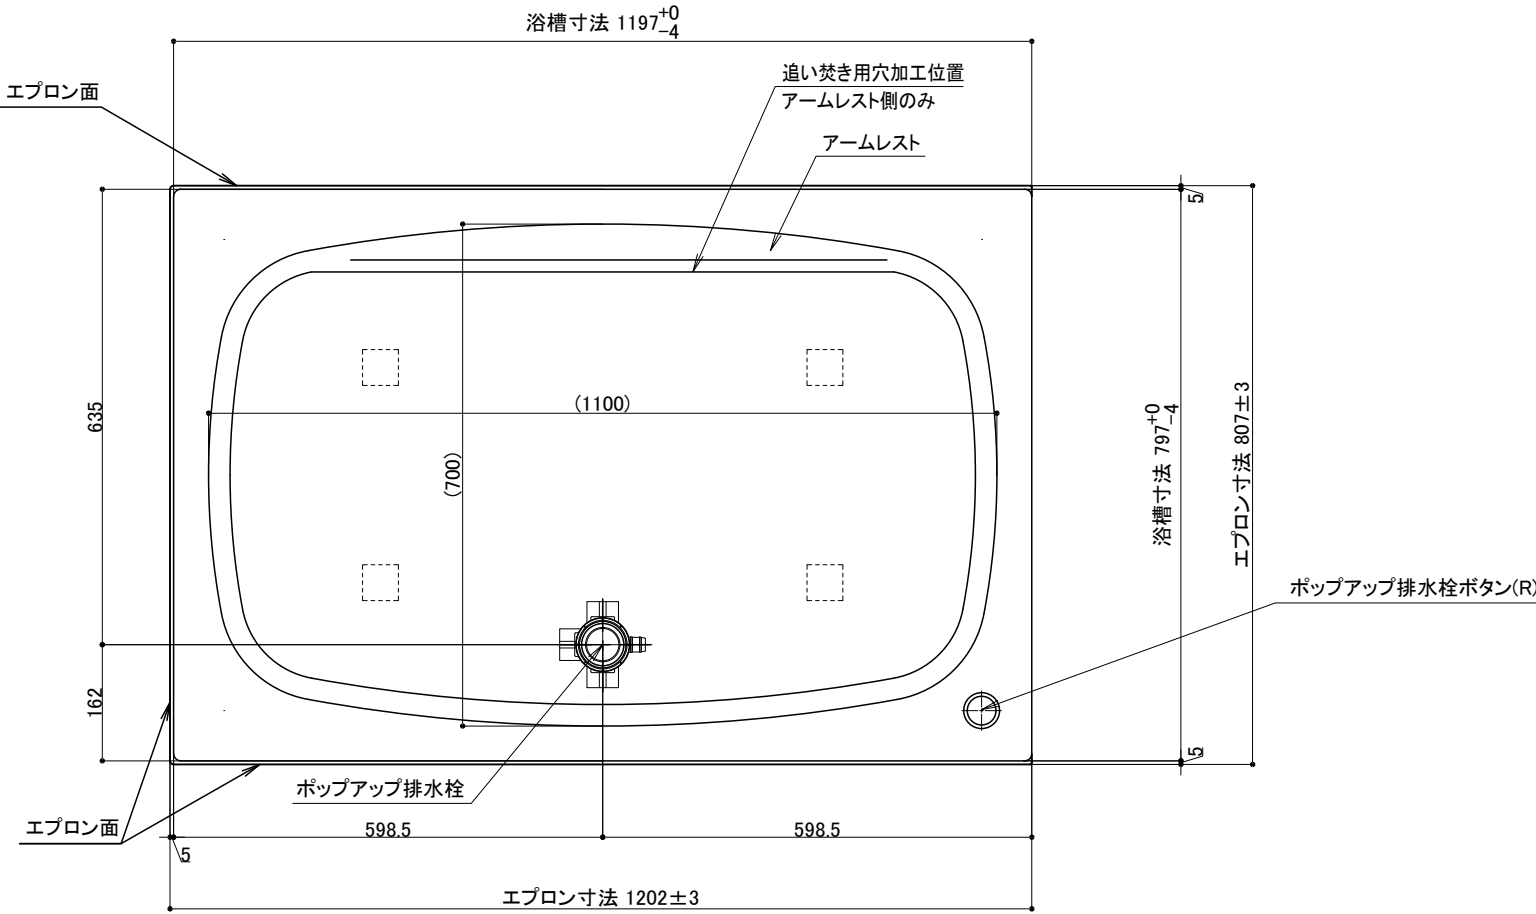 浴槽寸法 1197+0−4
追い焚き用穴加工位置
アームレスト側のみ
エプロン面
アームレスト
5
635
(1100)
(700)
浴槽寸法 797+0−4
エプロン寸法 807±3
ポップアップ排水栓ボタン(R)
162
5
ポップアップ排水栓
エプロン面
598.5
598.5
5
エプロン寸法 1202±3